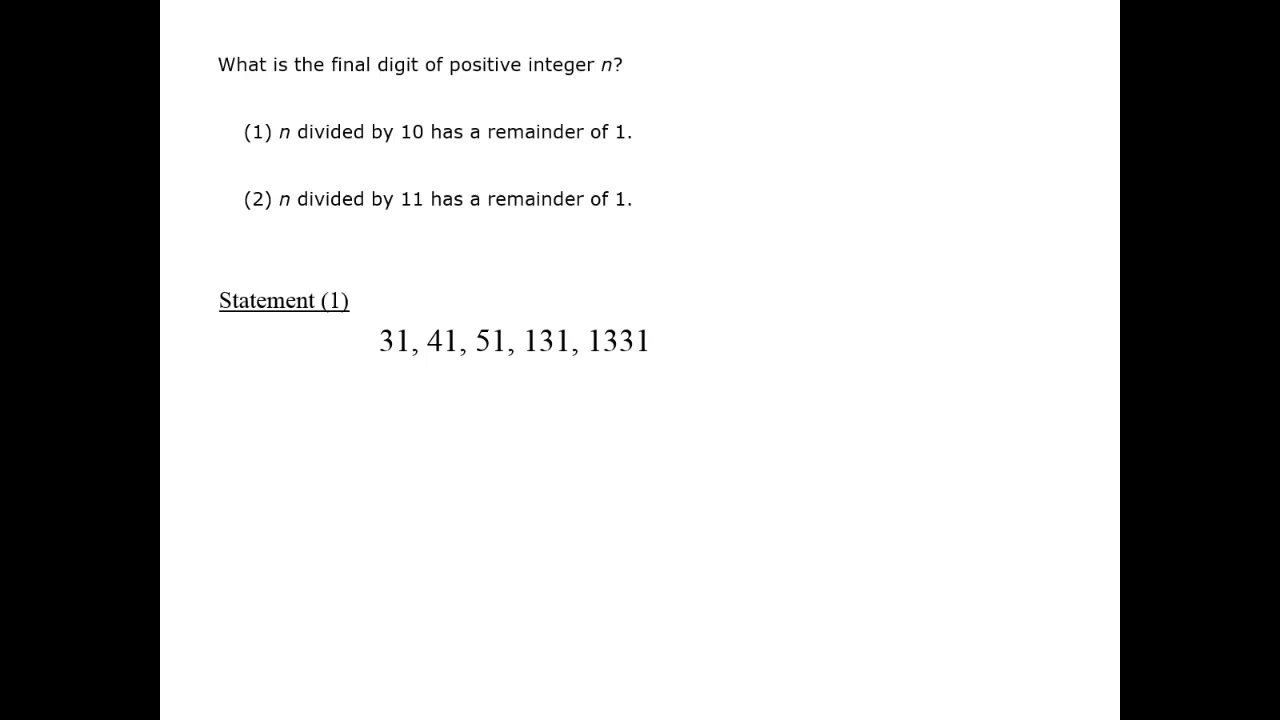 What is the final digit of positive integer n?
(1) n divided by 10 has a remainder of 1.
(2) n divided by 11 has a remainder of 1.
Statement (1)
31, 41, 51, 131, 1331